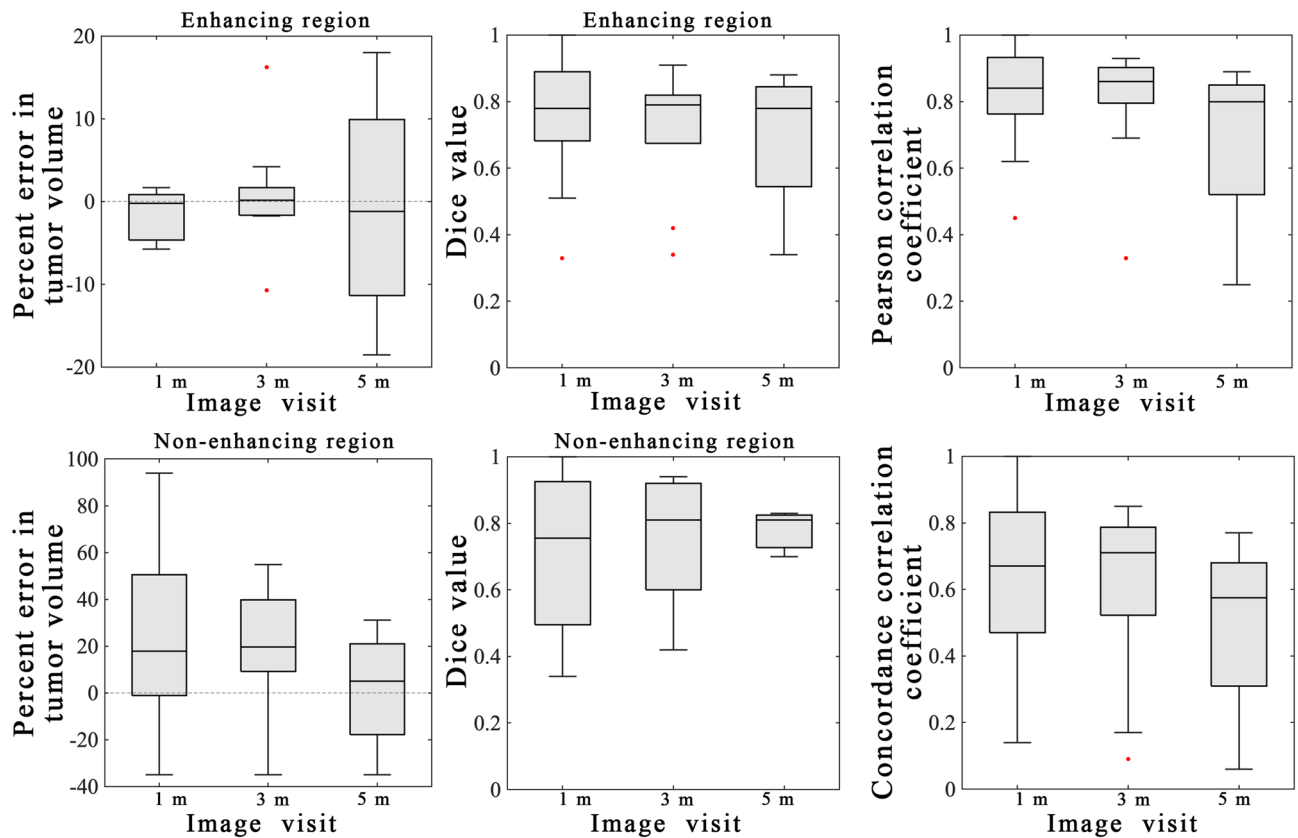 Enhancing region
Percent error in
tumor volume
20
10
0
-10
-20
1 m
3 m
5 m
Image visit
Enhancing region
Dice value
1
0.8
0.6
0.4
0.2
0
1 m
3 m
5 m
Image visit
Pearson correlation
coefficient
1
0.8
0.6
0.4
0.2
0
1 m
3 m
5 m
Image visit
Non-enhancing region
Percent error in
tumor volume
100
80
60
40
20
0
-20
-40
1 m
3 m
5 m
Image visit
Non-enhancing region
Dice value
1
0.8
0.6
0.4
0.2
0
1 m
3 m
5 m
Image visit
Concordance correlation
coefficient
1
0.8
0.6
0.4
0.2
0
1 m
3 m
5 m
Image visit